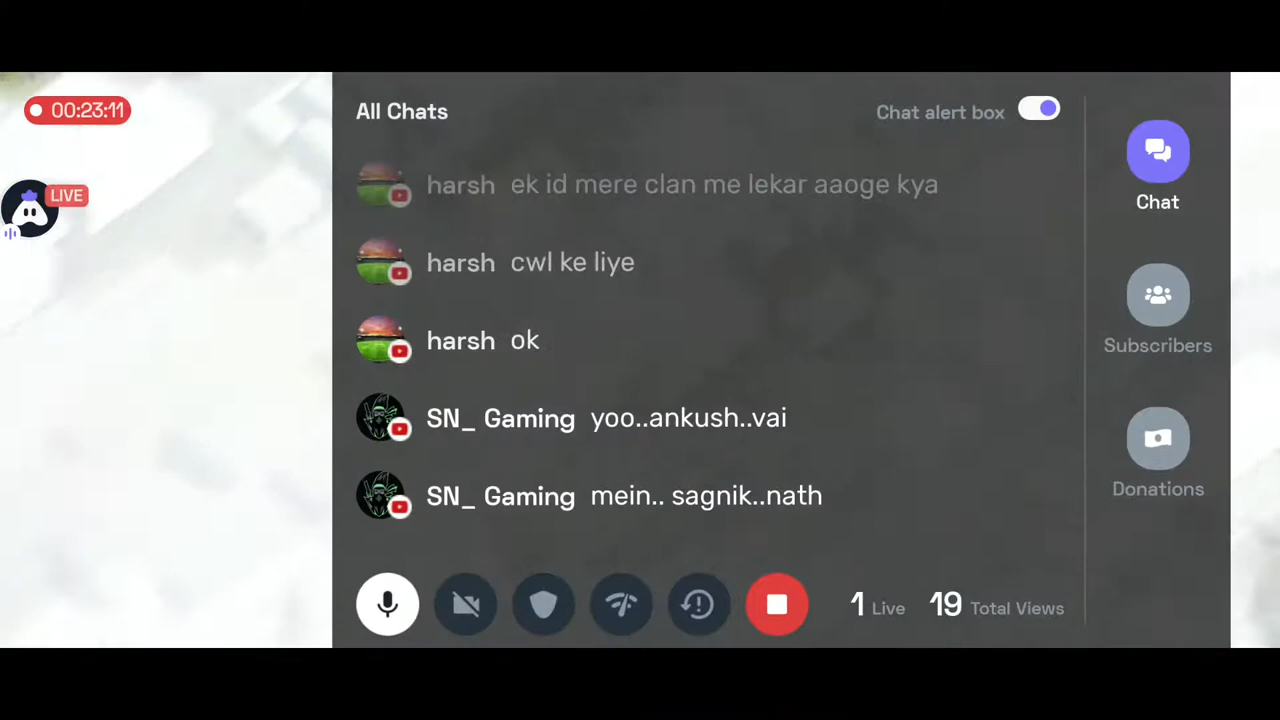 00:23:11
All Chats
Chat alert box
LIVE
harsh ek id mere clan me lekar aaoge kya
Chat
harsh cwl ke liye
harsh ok
Subscribers
SN_ Gaming yoo..ankush..vai
SN_ Gaming mein.. sagnik..nath
Donations
1 Live 19 Total Views